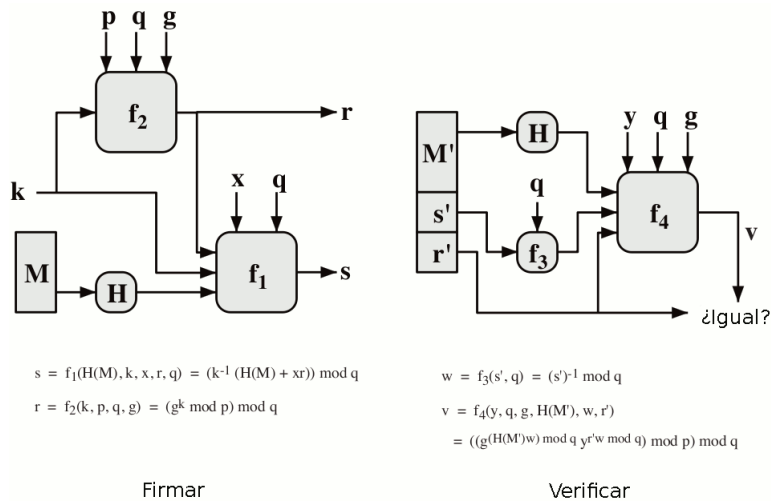 p q g
f2
r
k
x q
M
H
f1
s
s = f1(H(M), k, x, r, q) = (k-1 (H(M) + xr)) mod q
r = f2(k, p, q, g) = (gk mod p) mod q
Firmar
y q g
M'
H
q
s'
f3
f4
r'
v
¿Igual?
w = f3(s', q) = (s')-1 mod q
v = f4(y, q, g, H(M'), w, r')
= ((g(H(M')w) mod q yr'w mod q) mod p) mod q
Verificar